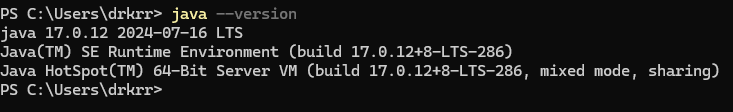 PS C:\Users\drkrr> java --version
java 17.0.12 2024-07-16 LTS
Java(TM) SE Runtime Environment (build 17.0.12+8-LTS-286)
Java HotSpot(TM) 64-Bit Server VM (build 17.0.12+8-LTS-286, mixed mode, sharing)
PS C:\Users\drkrr>